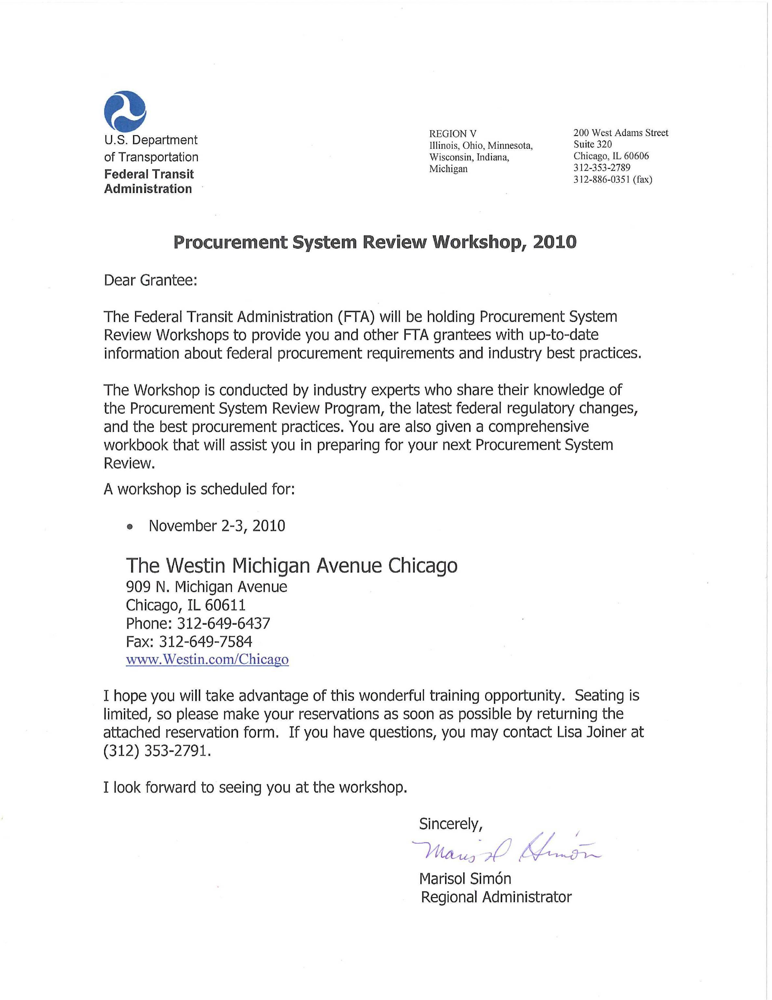 U.S. Department
of Transportation
Federal Transit
Administration
REGION V
Illinois, Ohio, Minnesota,
Wisconsin, Indiana,
Michigan
200 West Adams Street
Suite 320
Chicago, IL 60606
312-353-2789
312-886-0351 (fax)
Procurement System Review Workshop, 2010
Dear Grantee:
The Federal Transit Administration (FTA) will be holding Procurement System
Review Workshops to provide you and other FTA grantees with up-to-date
information about federal procurement requirements and industry best practices.
The Workshop is conducted by industry experts who share their knowledge of
the Procurement System Review Program, the latest federal regulatory changes,
and the best procurement practices. You are also given a comprehensive
workbook that will assist you in preparing for your next Procurement System
Review.
A workshop is scheduled for:
• November 2-3, 2010
The Westin Michigan Avenue Chicago
909 N. Michigan Avenue
Chicago, IL 60611
Phone: 312-649-6437
Fax: 312-649-7584
www.Westin.com/Chicago
I hope you will take advantage of this wonderful training opportunity.  Seating is
limited, so please make your reservations as soon as possible by returning the
attached reservation form.  If you have questions, you may contact Lisa Joiner at
(312) 353-2791.
I look forward to seeing you at the workshop.
Sincerely,
Marisol Simón
Marisol Simón
Regional Administrator